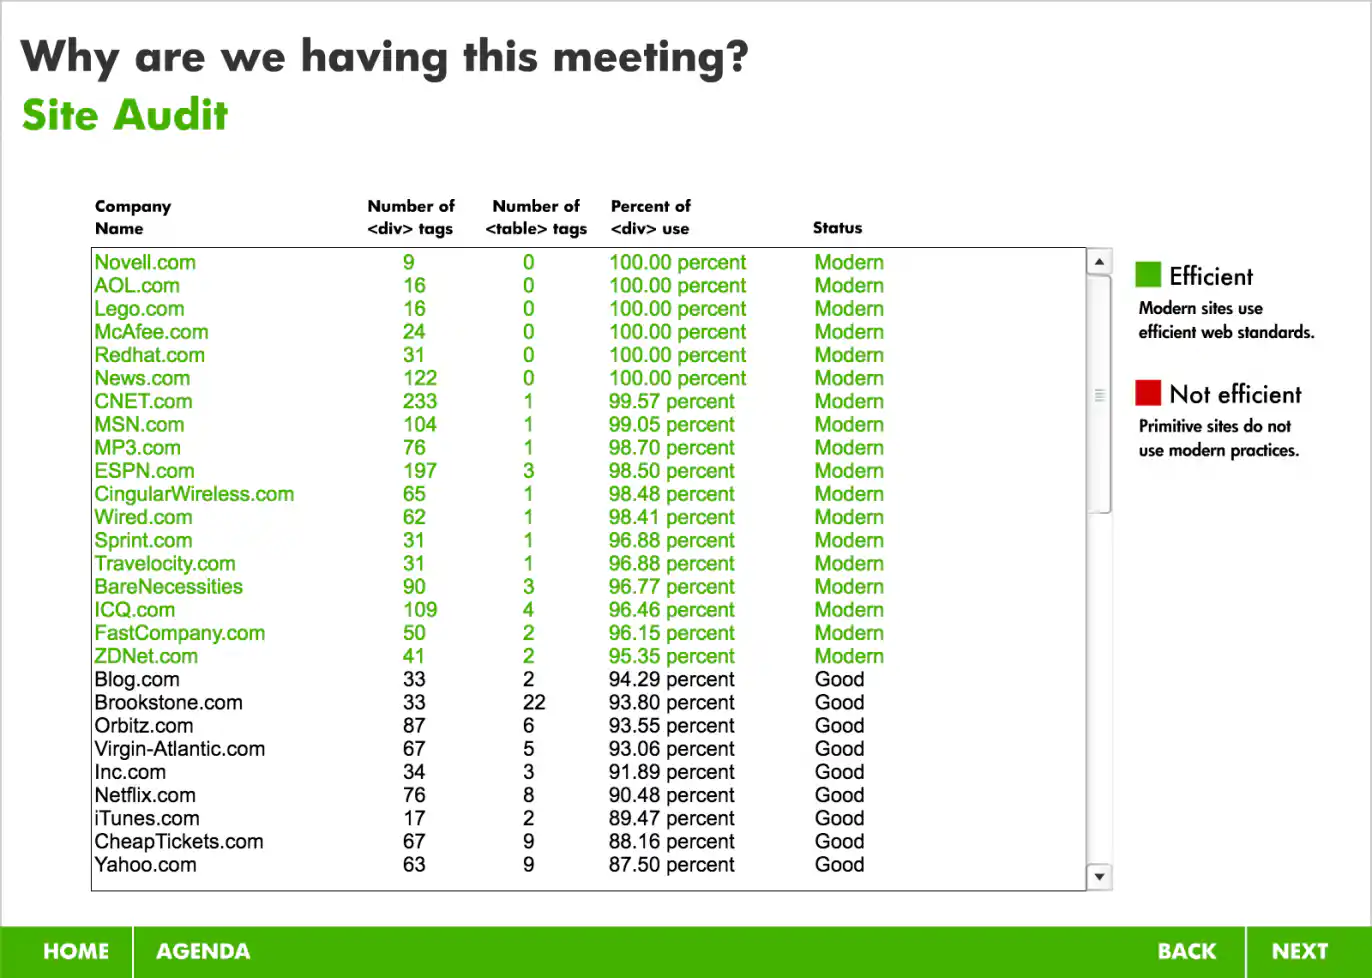 Why are we having this meeting?
Site Audit
Company Name Number of <div> tags Number of <table> tags Percent of <div> use Status
Novell.com 9 0 100.00 percent Modern
AOL.com 16 0 100.00 percent Modern
Lego.com 16 0 100.00 percent Modern
McAfee.com 24 0 100.00 percent Modern
Redhat.com 31 0 100.00 percent Modern
News.com 122 0 100.00 percent Modern
CNET.com 233 1 99.57 percent Modern
MSN.com 104 1 99.05 percent Modern
MP3.com 76 1 98.70 percent Modern
ESPN.com 197 3 98.50 percent Modern
CingularWireless.com 65 1 98.48 percent Modern
Wired.com 62 1 98.41 percent Modern
Sprint.com 31 1 96.88 percent Modern
Travelocity.com 31 1 96.88 percent Modern
BareNecessities 90 3 96.77 percent Modern
ICQ.com 109 4 96.46 percent Modern
FastCompany.com 50 2 96.15 percent Modern
ZDNet.com 41 2 95.35 percent Modern
Blog.com 33 2 94.29 percent Good
Brookstone.com 33 22 93.80 percent Good
Orbitz.com 87 6 93.55 percent Good
Virgin-Atlantic.com 67 5 93.06 percent Good
Inc.com 34 3 91.89 percent Good
Netflix.com 76 8 90.48 percent Good
iTunes.com 17 2 89.47 percent Good
CheapTickets.com 67 9 88.16 percent Good
Yahoo.com 63 9 87.50 percent Good
Efficient
Modern sites use
efficient web standards.
Not efficient
Primitive sites do not
use modern practices.
HOME AGENDA BACK NEXT